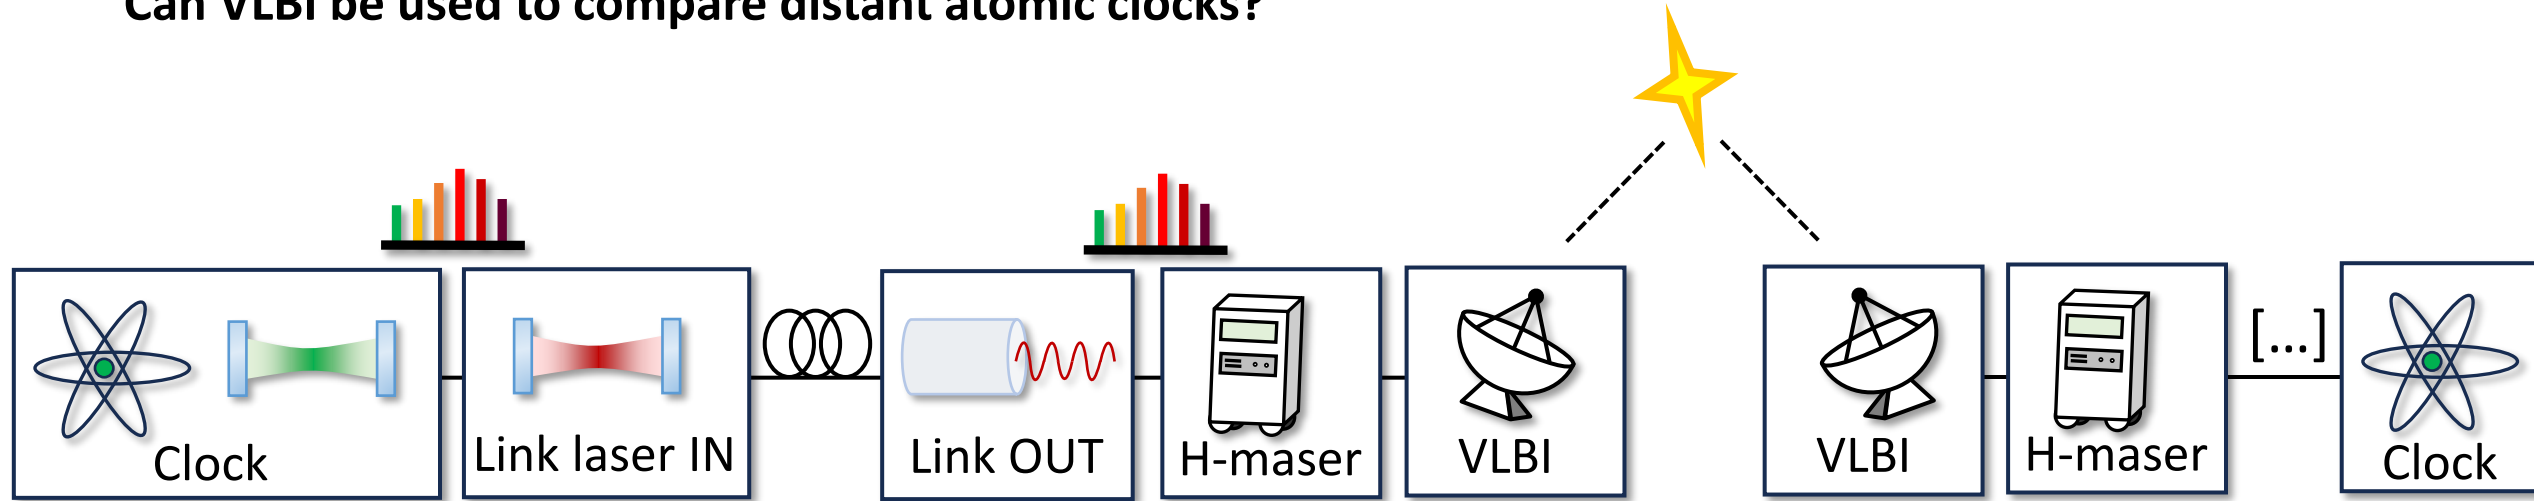 Can VLBI be used to compare distant atomic clocks?
[...]
Clock
Link laser IN
Link OUT
H-maser
VLBI
VLBI
H-maser
Clock